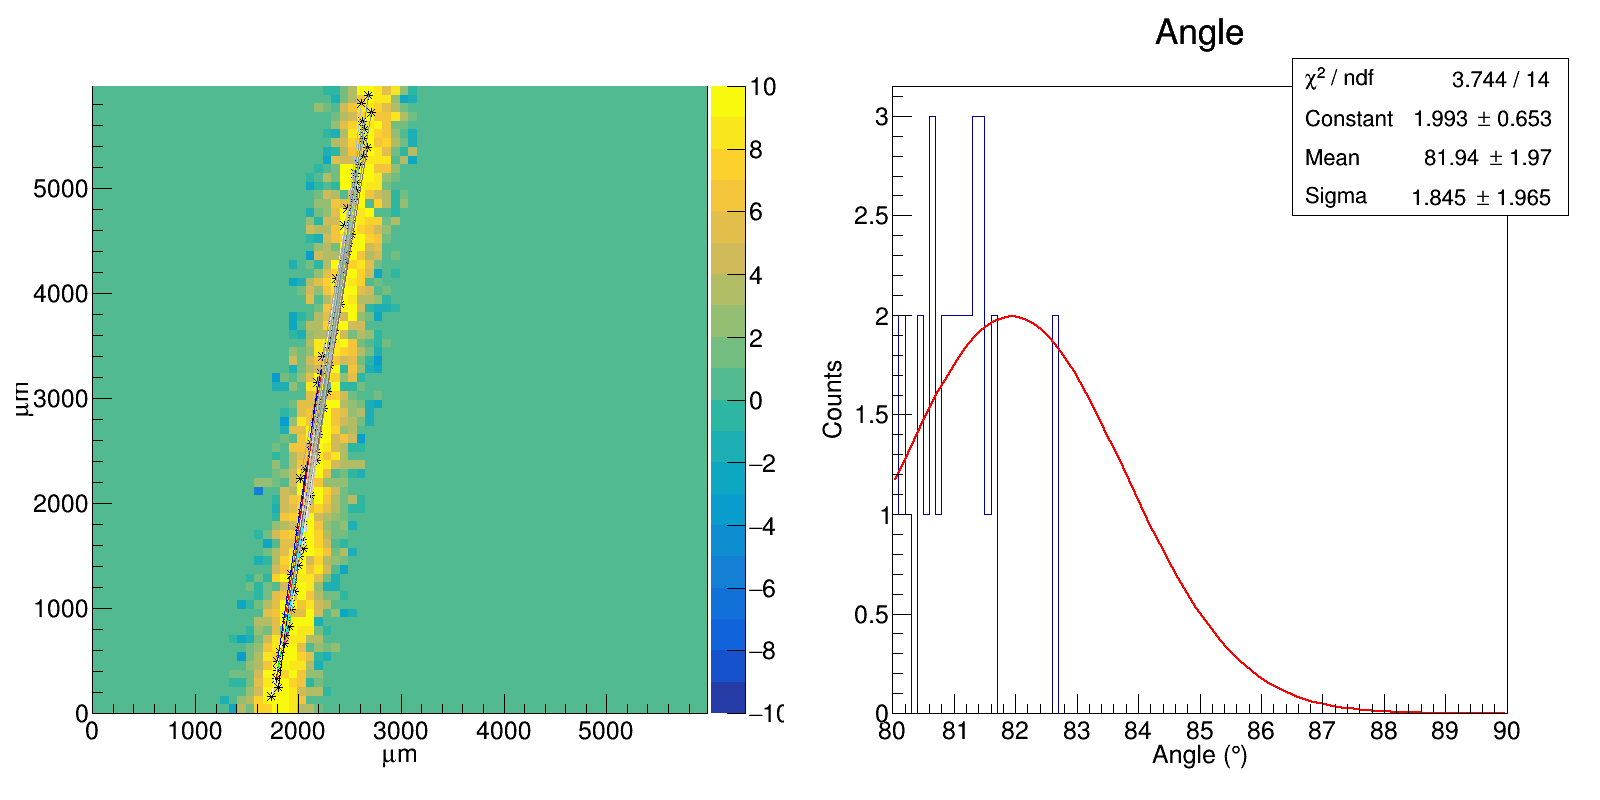 Angle
χ² / ndf 3.744 / 14
Constant 1.993 ± 0.653
Mean 81.94 ± 1.97
Sigma 1.845 ± 1.965
5000
4000
3000
2000
1000
0
μm
0 1000 2000 3000 4000 5000
μm
10
8
6
4
2
0
−2
−4
−6
−8
−10
3
2.5
2
1.5
1
0.5
0
Counts
80 81 82 83 84 85 86 87 88 89 90
Angle (°)